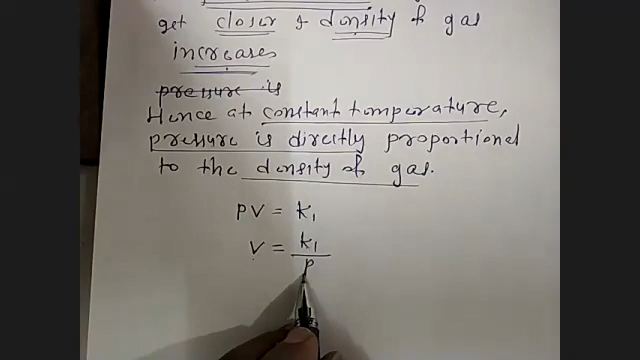 get closer & density of gas
increases
pressure is
Hence at constant temperature,
pressure is directly proportional
to the density of gas.
PV = K₁
V = K₁/P